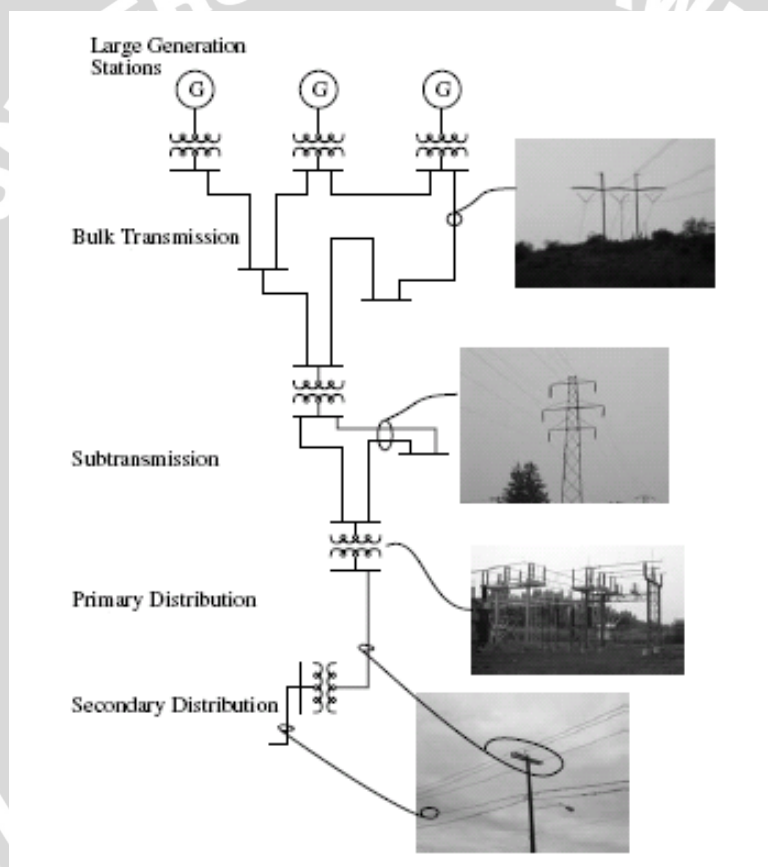 Large Generation
Stations
G G G
Bulk Transmission
Subtransmission
Primary Distribution
Secondary Distribution